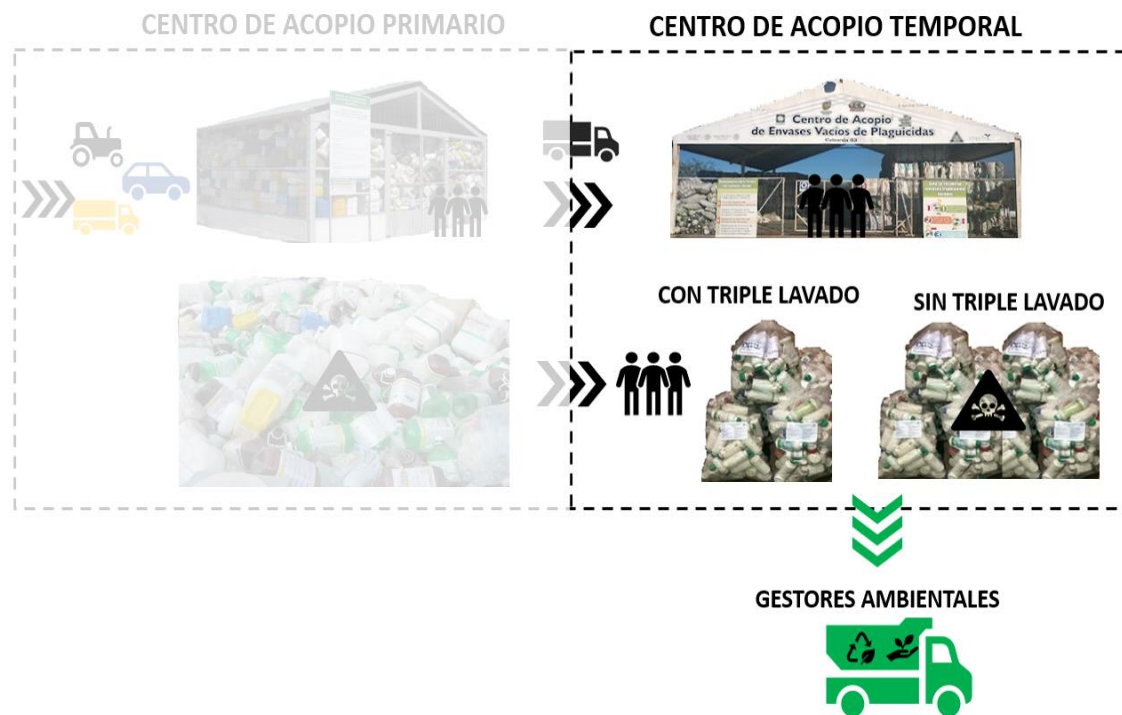 CENTRO DE ACOPIO PRIMARIO
CENTRO DE ACOPIO TEMPORAL
Centro de Acopio
de Envases Vacíos de Plaguicidas
CON TRIPLE LAVADO
SIN TRIPLE LAVADO
GESTORES AMBIENTALES